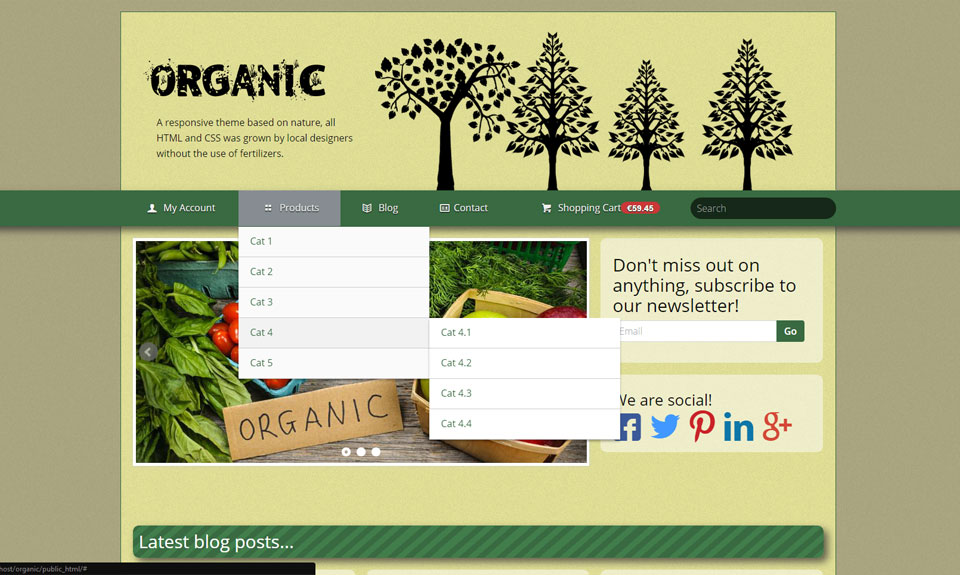 ORGANIC
A responsive theme based on nature, all
HTML and CSS was grown by local designers
without the use of fertilizers.
My Account
Products
Blog
Contact
Shopping Cart €59.45
Search
Cat 1
Cat 2
Cat 3
Cat 4
Cat 5
Cat 4.1
Cat 4.2
Cat 4.3
Cat 4.4
ORGANIC
Don't miss out on
anything, subscribe to
our newsletter!
Email
Go
We are social!
f
in
g+
Latest blog posts...
host/organic/public_html/#